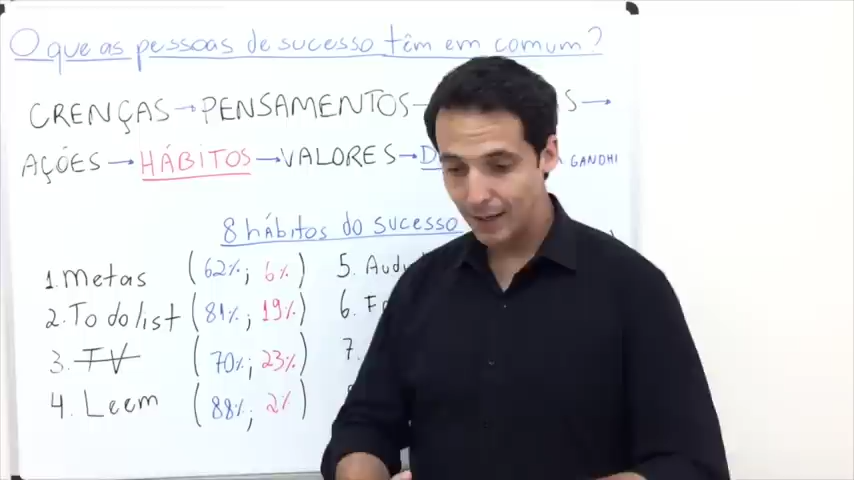 O que as pessoas de sucesso têm em comum?
CRENÇAS → PENSAMENTOS → S →
AÇÕES → HÁBITOS → VALORES → D GANDHI
8 hábitos do sucesso
1. Metas (62%; 6%)
2. To do list (81%; 19%)
3. TV (70%; 23%)
4. Leem (88%; 2%)
5.
6.
7.